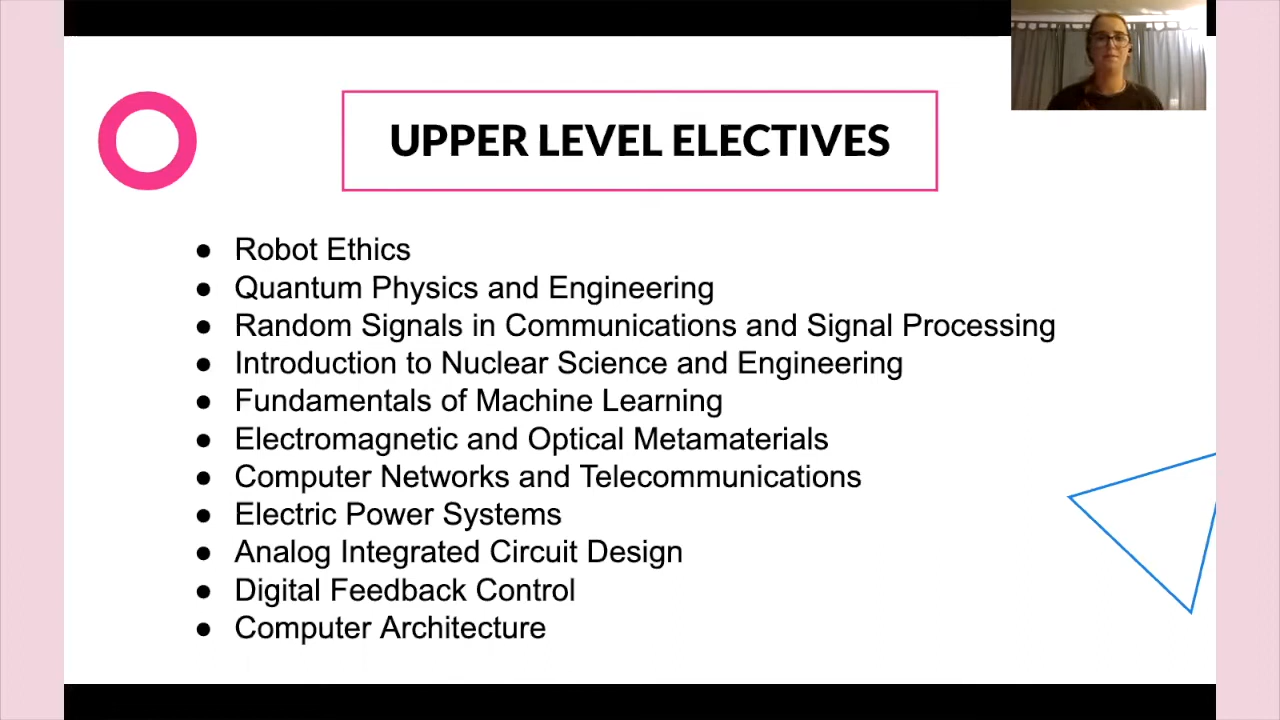 UPPER LEVEL ELECTIVES
● Robot Ethics
● Quantum Physics and Engineering
● Random Signals in Communications and Signal Processing
● Introduction to Nuclear Science and Engineering
● Fundamentals of Machine Learning
● Electromagnetic and Optical Metamaterials
● Computer Networks and Telecommunications
● Electric Power Systems
● Analog Integrated Circuit Design
● Digital Feedback Control
● Computer Architecture